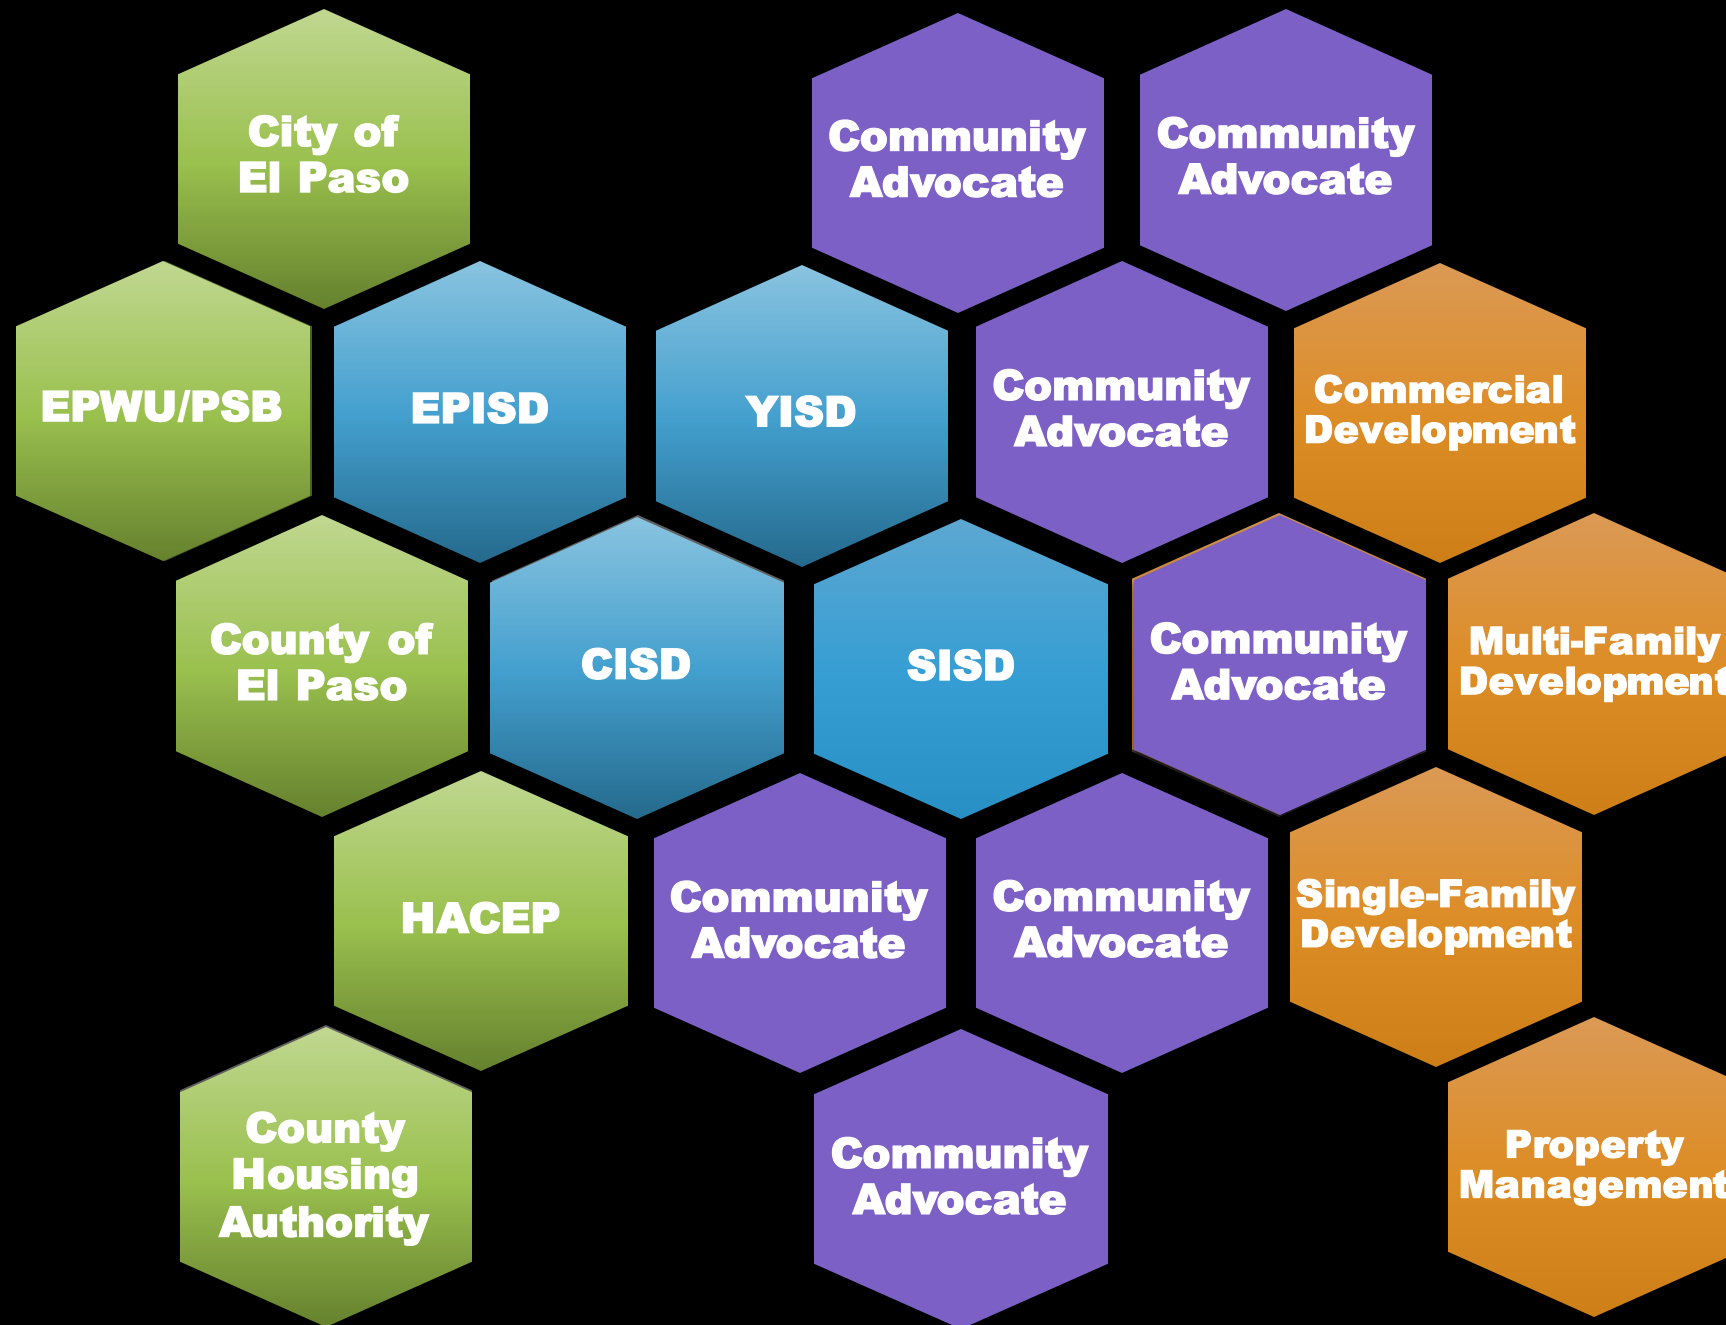 City of
El Paso
Community
Advocate
Community
Advocate
EPWU/PSB
EPISD
YISD
Community
Advocate
Commercial
Development
County of
El Paso
CISD
SISD
Community
Advocate
Multi-Family
Development
HACEP
Community
Advocate
Community
Advocate
Single-Family
Development
County
Housing
Authority
Community
Advocate
Property
Management